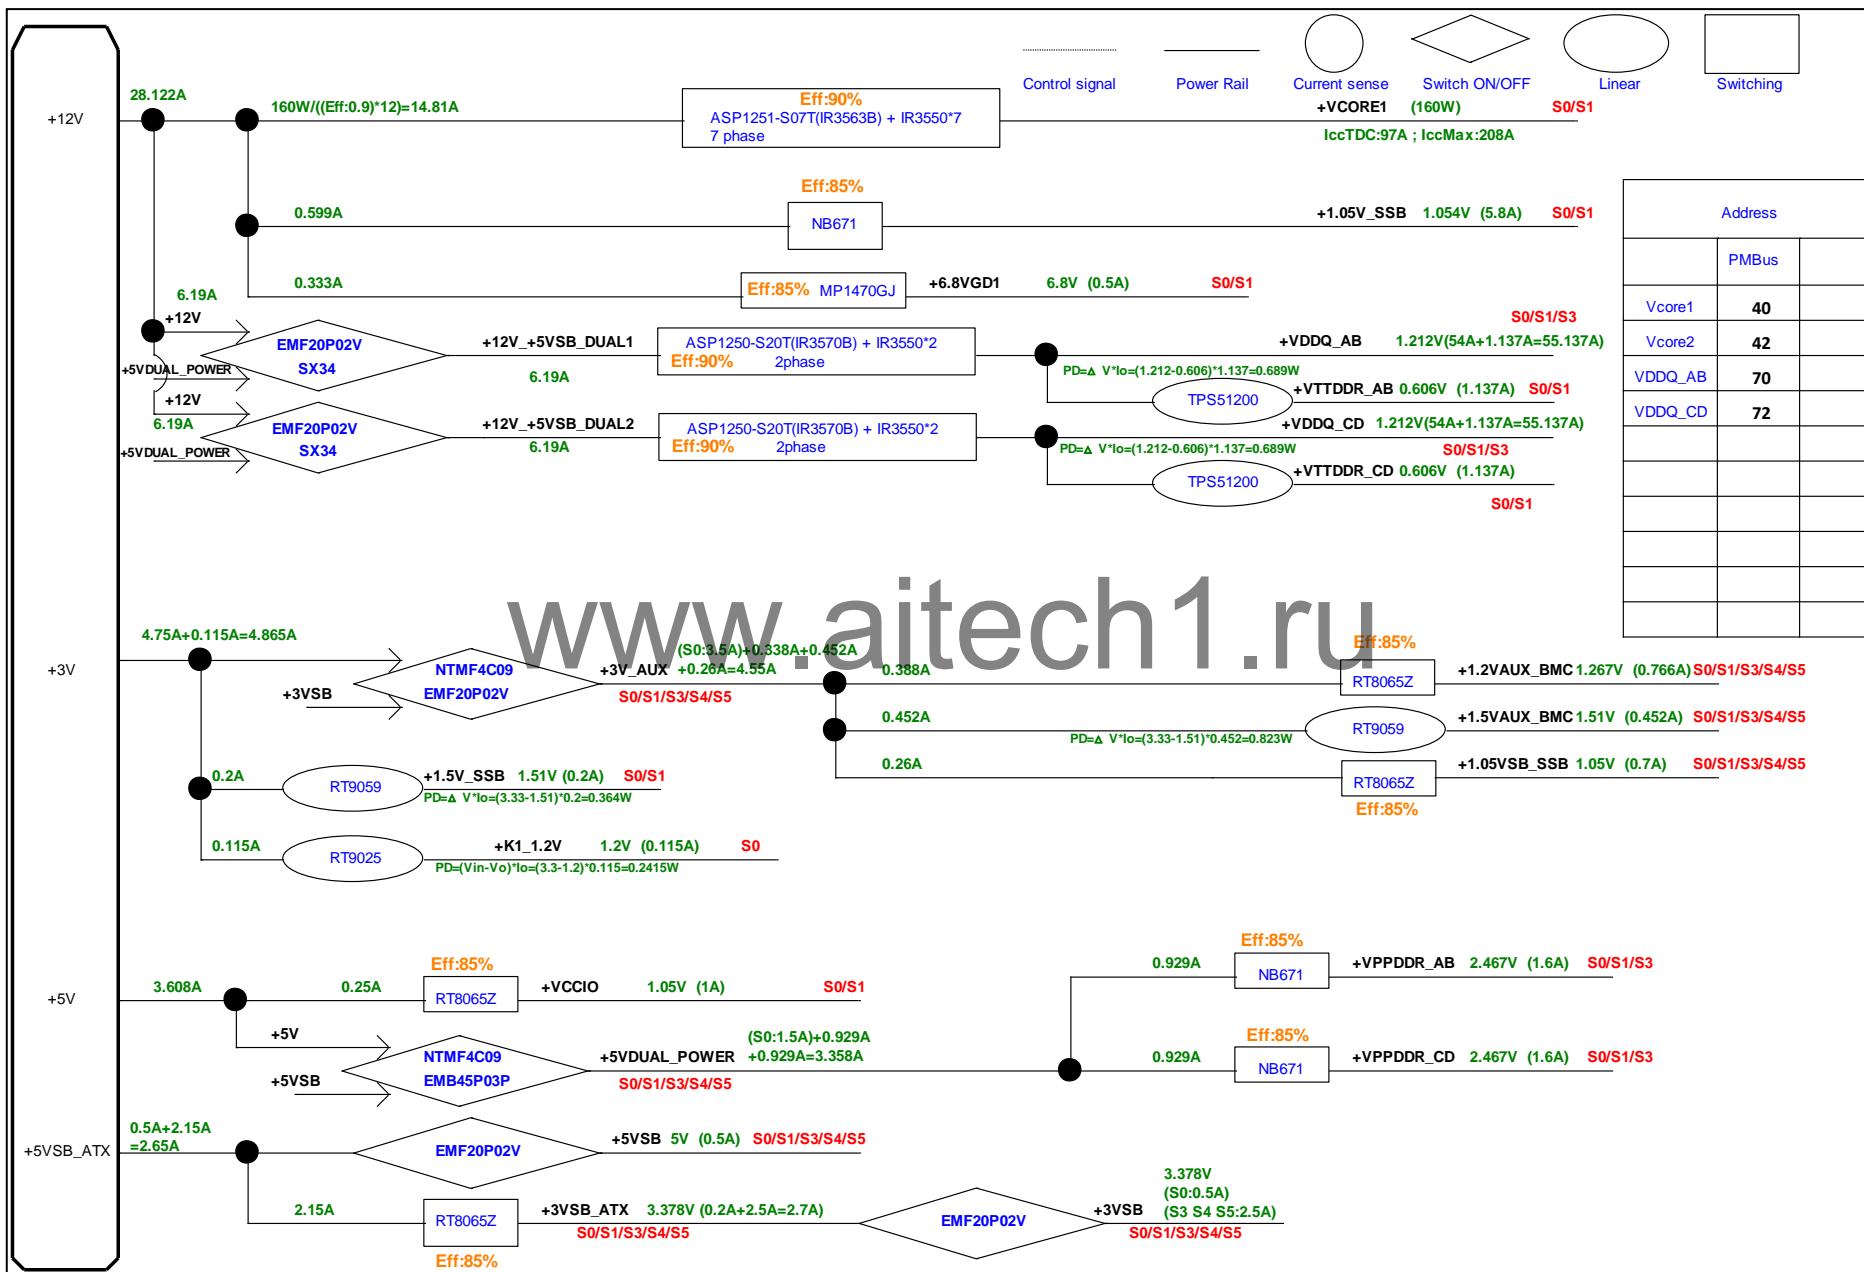 Control signal
Power Rail
Current sense
Switch ON/OFF
Linear
Switching
+12V
28.122A
160W/((Eff:0.9)*12)=14.81A
Eff:90%
ASP1251-S07T(IR3563B) + IR3550*7
7 phase
+VCORE1 (160W) S0/S1
IccTDC:97A ; IccMax:208A
0.599A
Eff:85%
NB671
+1.05V_SSB 1.054V (5.8A) S0/S1
0.333A
Eff:85% MP1470GJ
+6.8VGD1 6.8V (0.5A) S0/S1
6.19A
+12V
+5VDUAL_POWER
EMF20P02V
SX34
+12V_+5VSB_DUAL1
6.19A
ASP1250-S20T(IR3570B) + IR3550*2
Eff:90% 2phase
S0/S1/S3
+VDDQ_AB 1.212V(54A+1.137A=55.137A)
PD=Δ V*Io=(1.212-0.606)*1.137=0.689W
TPS51200
+VTTDDR_AB 0.606V (1.137A) S0/S1
+12V
6.19A
+5VDUAL_POWER
EMF20P02V
SX34
+12V_+5VSB_DUAL2
6.19A
ASP1250-S20T(IR3570B) + IR3550*2
Eff:90% 2phase
+VDDQ_CD 1.212V(54A+1.137A=55.137A)
PD=Δ V*Io=(1.212-0.606)*1.137=0.689W
S0/S1/S3
TPS51200
+VTTDDR_CD 0.606V (1.137A)
S0/S1
Address
PMBus
Vcore1 40
Vcore2 42
VDDQ_AB 70
VDDQ_CD 72
www.aitech1.ru
+3V
4.75A+0.115A=4.865A
+3VSB
NTMF4C09
EMF20P02V
+3V_AUX
(S0:3.5A)+0.338A+0.452A
+0.26A=4.55A
S0/S1/S3/S4/S5
0.388A
Eff:85%
RT8065Z
+1.2VAUX_BMC 1.267V (0.766A) S0/S1/S3/S4/S5
0.452A
PD=Δ V*Io=(3.33-1.51)*0.452=0.823W
RT9059
+1.5VAUX_BMC 1.51V (0.452A) S0/S1/S3/S4/S5
0.26A
RT8065Z
Eff:85%
+1.05VSB_SSB 1.05V (0.7A) S0/S1/S3/S4/S5
0.2A
RT9059
+1.5V_SSB 1.51V (0.2A) S0/S1
PD=Δ V*Io=(3.33-1.51)*0.2=0.364W
0.115A
RT9025
+K1_1.2V 1.2V (0.115A) S0
PD=(Vin-Vo)*Io=(3.3-1.2)*0.115=0.2415W
+5V
3.608A
0.25A
Eff:85%
RT8065Z
+VCCIO 1.05V (1A) S0/S1
+5V
+5VSB
NTMF4C09
EMB45P03P
+5VDUAL_POWER
(S0:1.5A)+0.929A
+0.929A=3.358A
S0/S1/S3/S4/S5
0.929A
Eff:85%
NB671
+VPPDDR_AB 2.467V (1.6A) S0/S1/S3
0.929A
Eff:85%
NB671
+VPPDDR_CD 2.467V (1.6A) S0/S1/S3
+5VSB_ATX
0.5A+2.15A
=2.65A
EMF20P02V
+5VSB 5V (0.5A) S0/S1/S3/S4/S5
2.15A
RT8065Z
Eff:85%
+3VSB_ATX 3.378V (0.2A+2.5A=2.7A)
S0/S1/S3/S4/S5
EMF20P02V
+3VSB
3.378V
(S0:0.5A)
(S3 S4 S5:2.5A)
S0/S1/S3/S4/S5